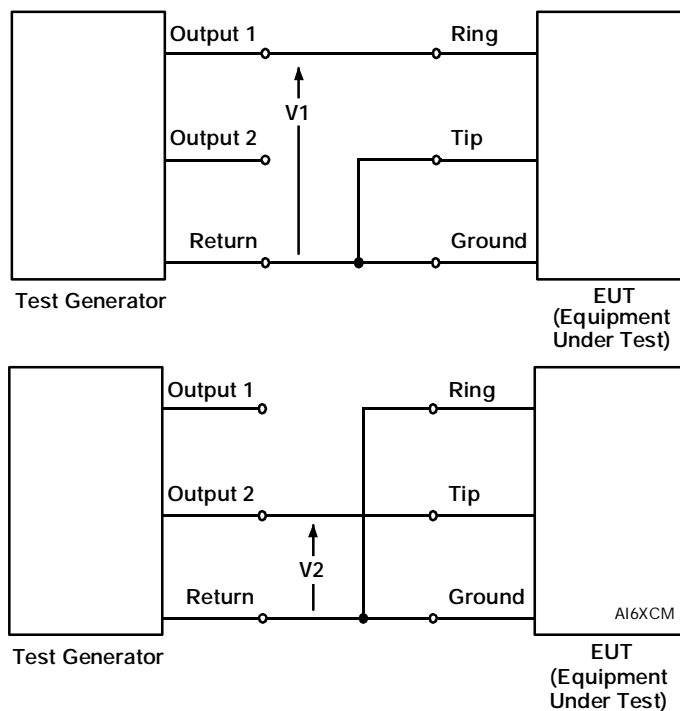 Output 1
Ring
V1
Output 2
Tip
Return
Ground
Test Generator
EUT
(Equipment
Under Test)
Output 1
Ring
Output 2
Tip
V2
Return
Ground
AI6XCM
Test Generator
EUT
(Equipment
Under Test)